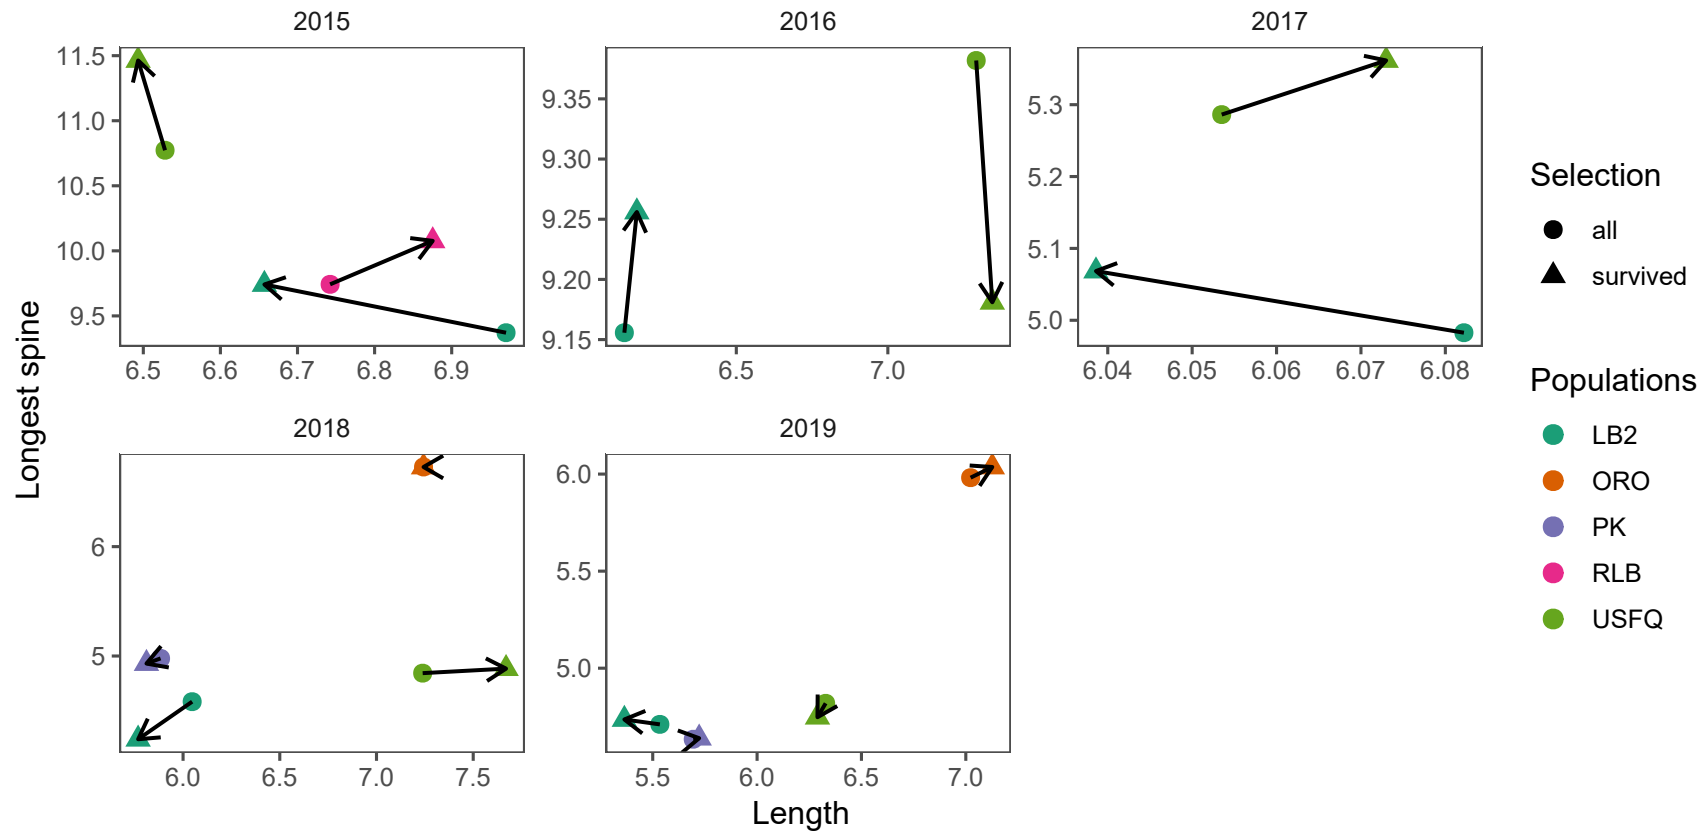 2015
2016
2017
11.5
11.0
10.5
10.0
9.5
6.5 6.6 6.7 6.8 6.9
9.35
9.30
9.25
9.20
9.15
6.5 7.0
5.3
5.2
5.1
5.0
6.04 6.05 6.06 6.07 6.08
2018
2019
6
5
6.0 6.5 7.0 7.5
6.0
5.5
5.0
5.5 6.0 6.5 7.0
Longest spine
Length
Selection
all
survived
Populations
LB2
ORO
PK
RLB
USFQ